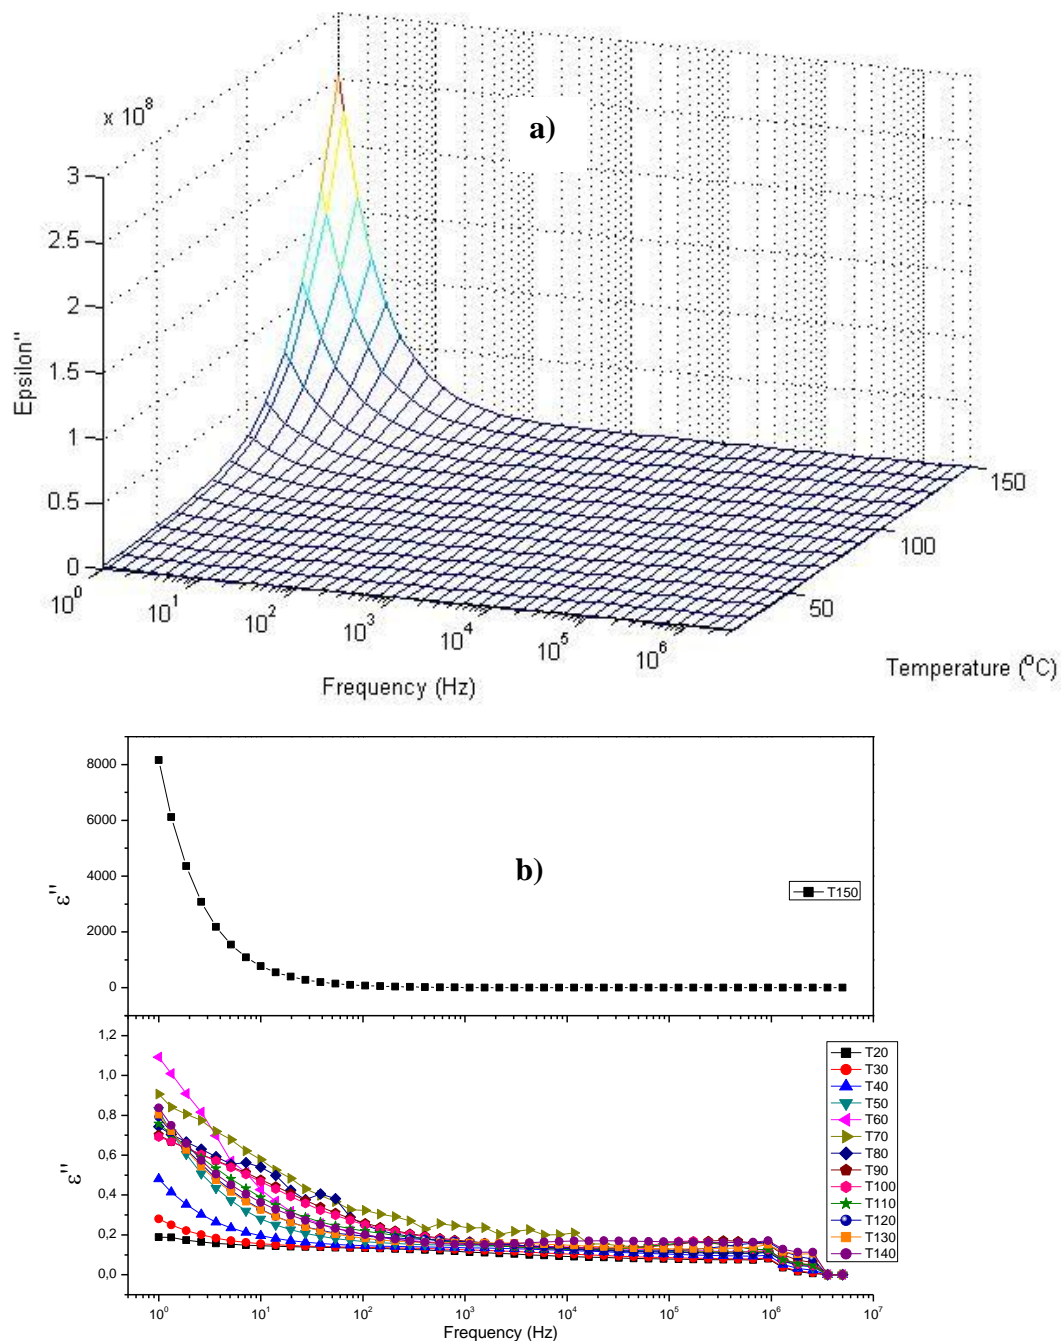 a)
x 10^8
3
2.5
2
1.5
1
0.5
0
Epsilon"
10^0
10^1
10^2
10^3
10^4
10^5
10^6
Frequency (Hz)
50
100
150
Temperature (°C)
b)
8000
6000
4000
2000
0
ε''
T150
1,2
1,0
0,8
0,6
0,4
0,2
0,0
ε''
T20
T30
T40
T50
T60
T70
T80
T90
T100
T110
T120
T130
T140
10^0
10^1
10^2
10^3
10^4
10^5
10^6
10^7
Frequency (Hz)